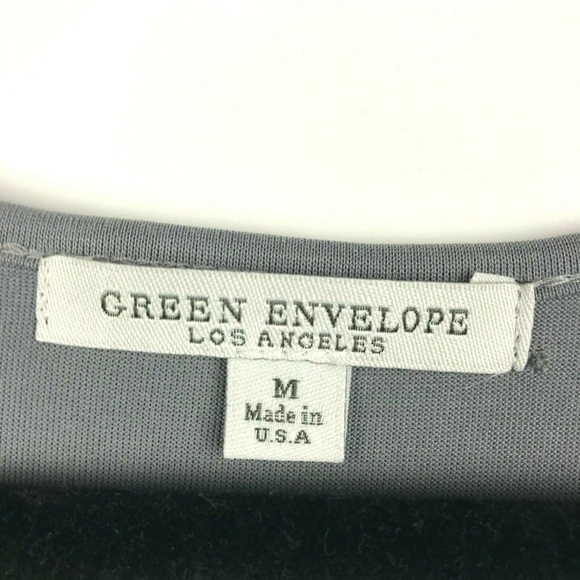 GREEN ENVELOPE
LOS ANGELES
M
Made in
U.S.A